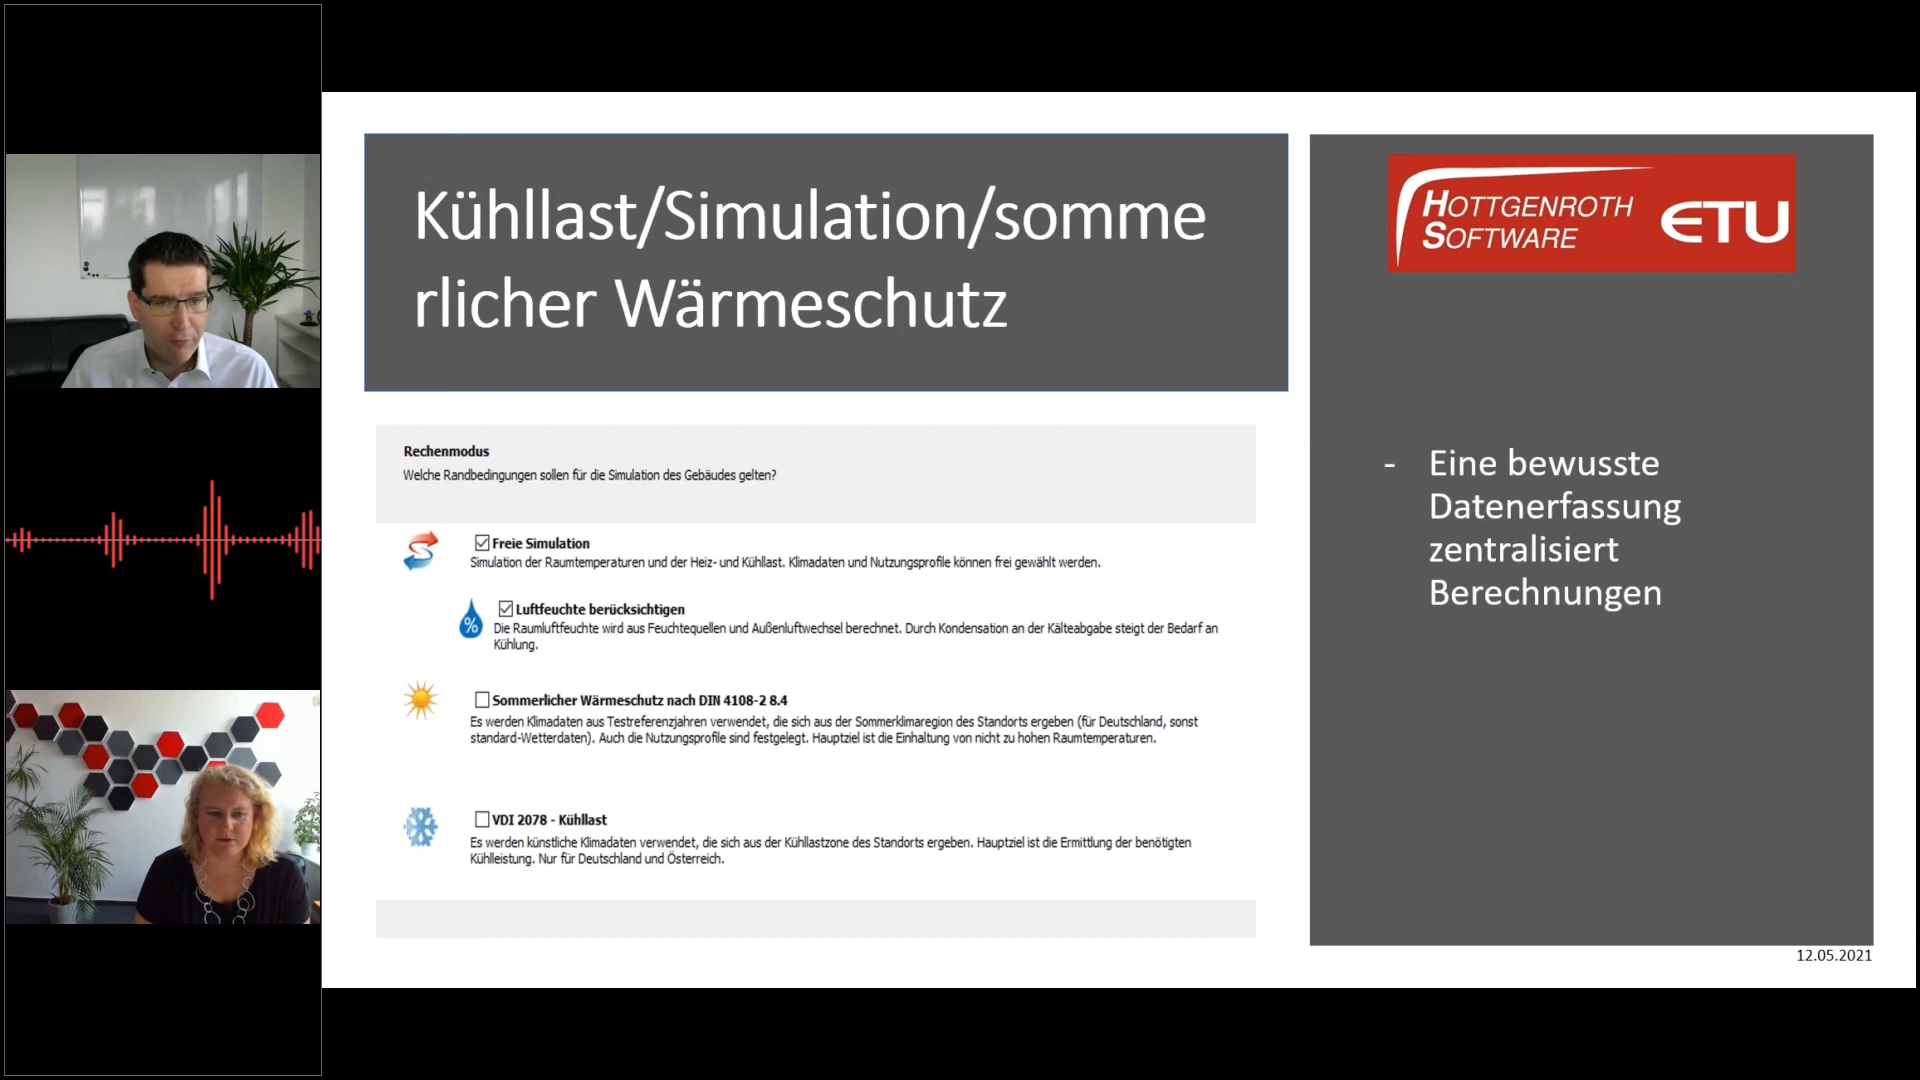 Kühllast/Simulation/somme
rlicher Wärmeschutz
HOTTGENROTH
SOFTWARE
ETU
Rechenmodus
Welche Randbedingungen sollen für die Simulation des Gebäudes gelten?
Freie Simulation
Simulation der Raumtemperaturen und der Heiz- und Kühllast. Klimadaten und Nutzungsprofile können frei gewählt werden.
%
Luftfeuchte berücksichtigen
Die Raumluftfeuchte wird aus Feuchtequellen und Außenluftwechsel berechnet. Durch Kondensation an der Kälteabgabe steigt der Bedarf an
Kühlung.
Sommerlicher Wärmeschutz nach DIN 4108-2 8.4
Es werden Klimadaten aus Testreferenzjahren verwendet, die sich aus der Sommerklimaregion des Standorts ergeben (für Deutschland, sonst
standard-Wetterdaten). Auch die Nutzungsprofile sind festgelegt. Hauptziel ist die Einhaltung von nicht zu hohen Raumtemperaturen.
VDI 2078 - Kühllast
Es werden künstliche Klimadaten verwendet, die sich aus der Kühllastzone des Standorts ergeben. Hauptziel ist die Ermittlung der benötigten
Kühlleistung. Nur für Deutschland und Österreich.
- Eine bewusste
Datenerfassung
zentralisiert
Berechnungen
12.05.2021